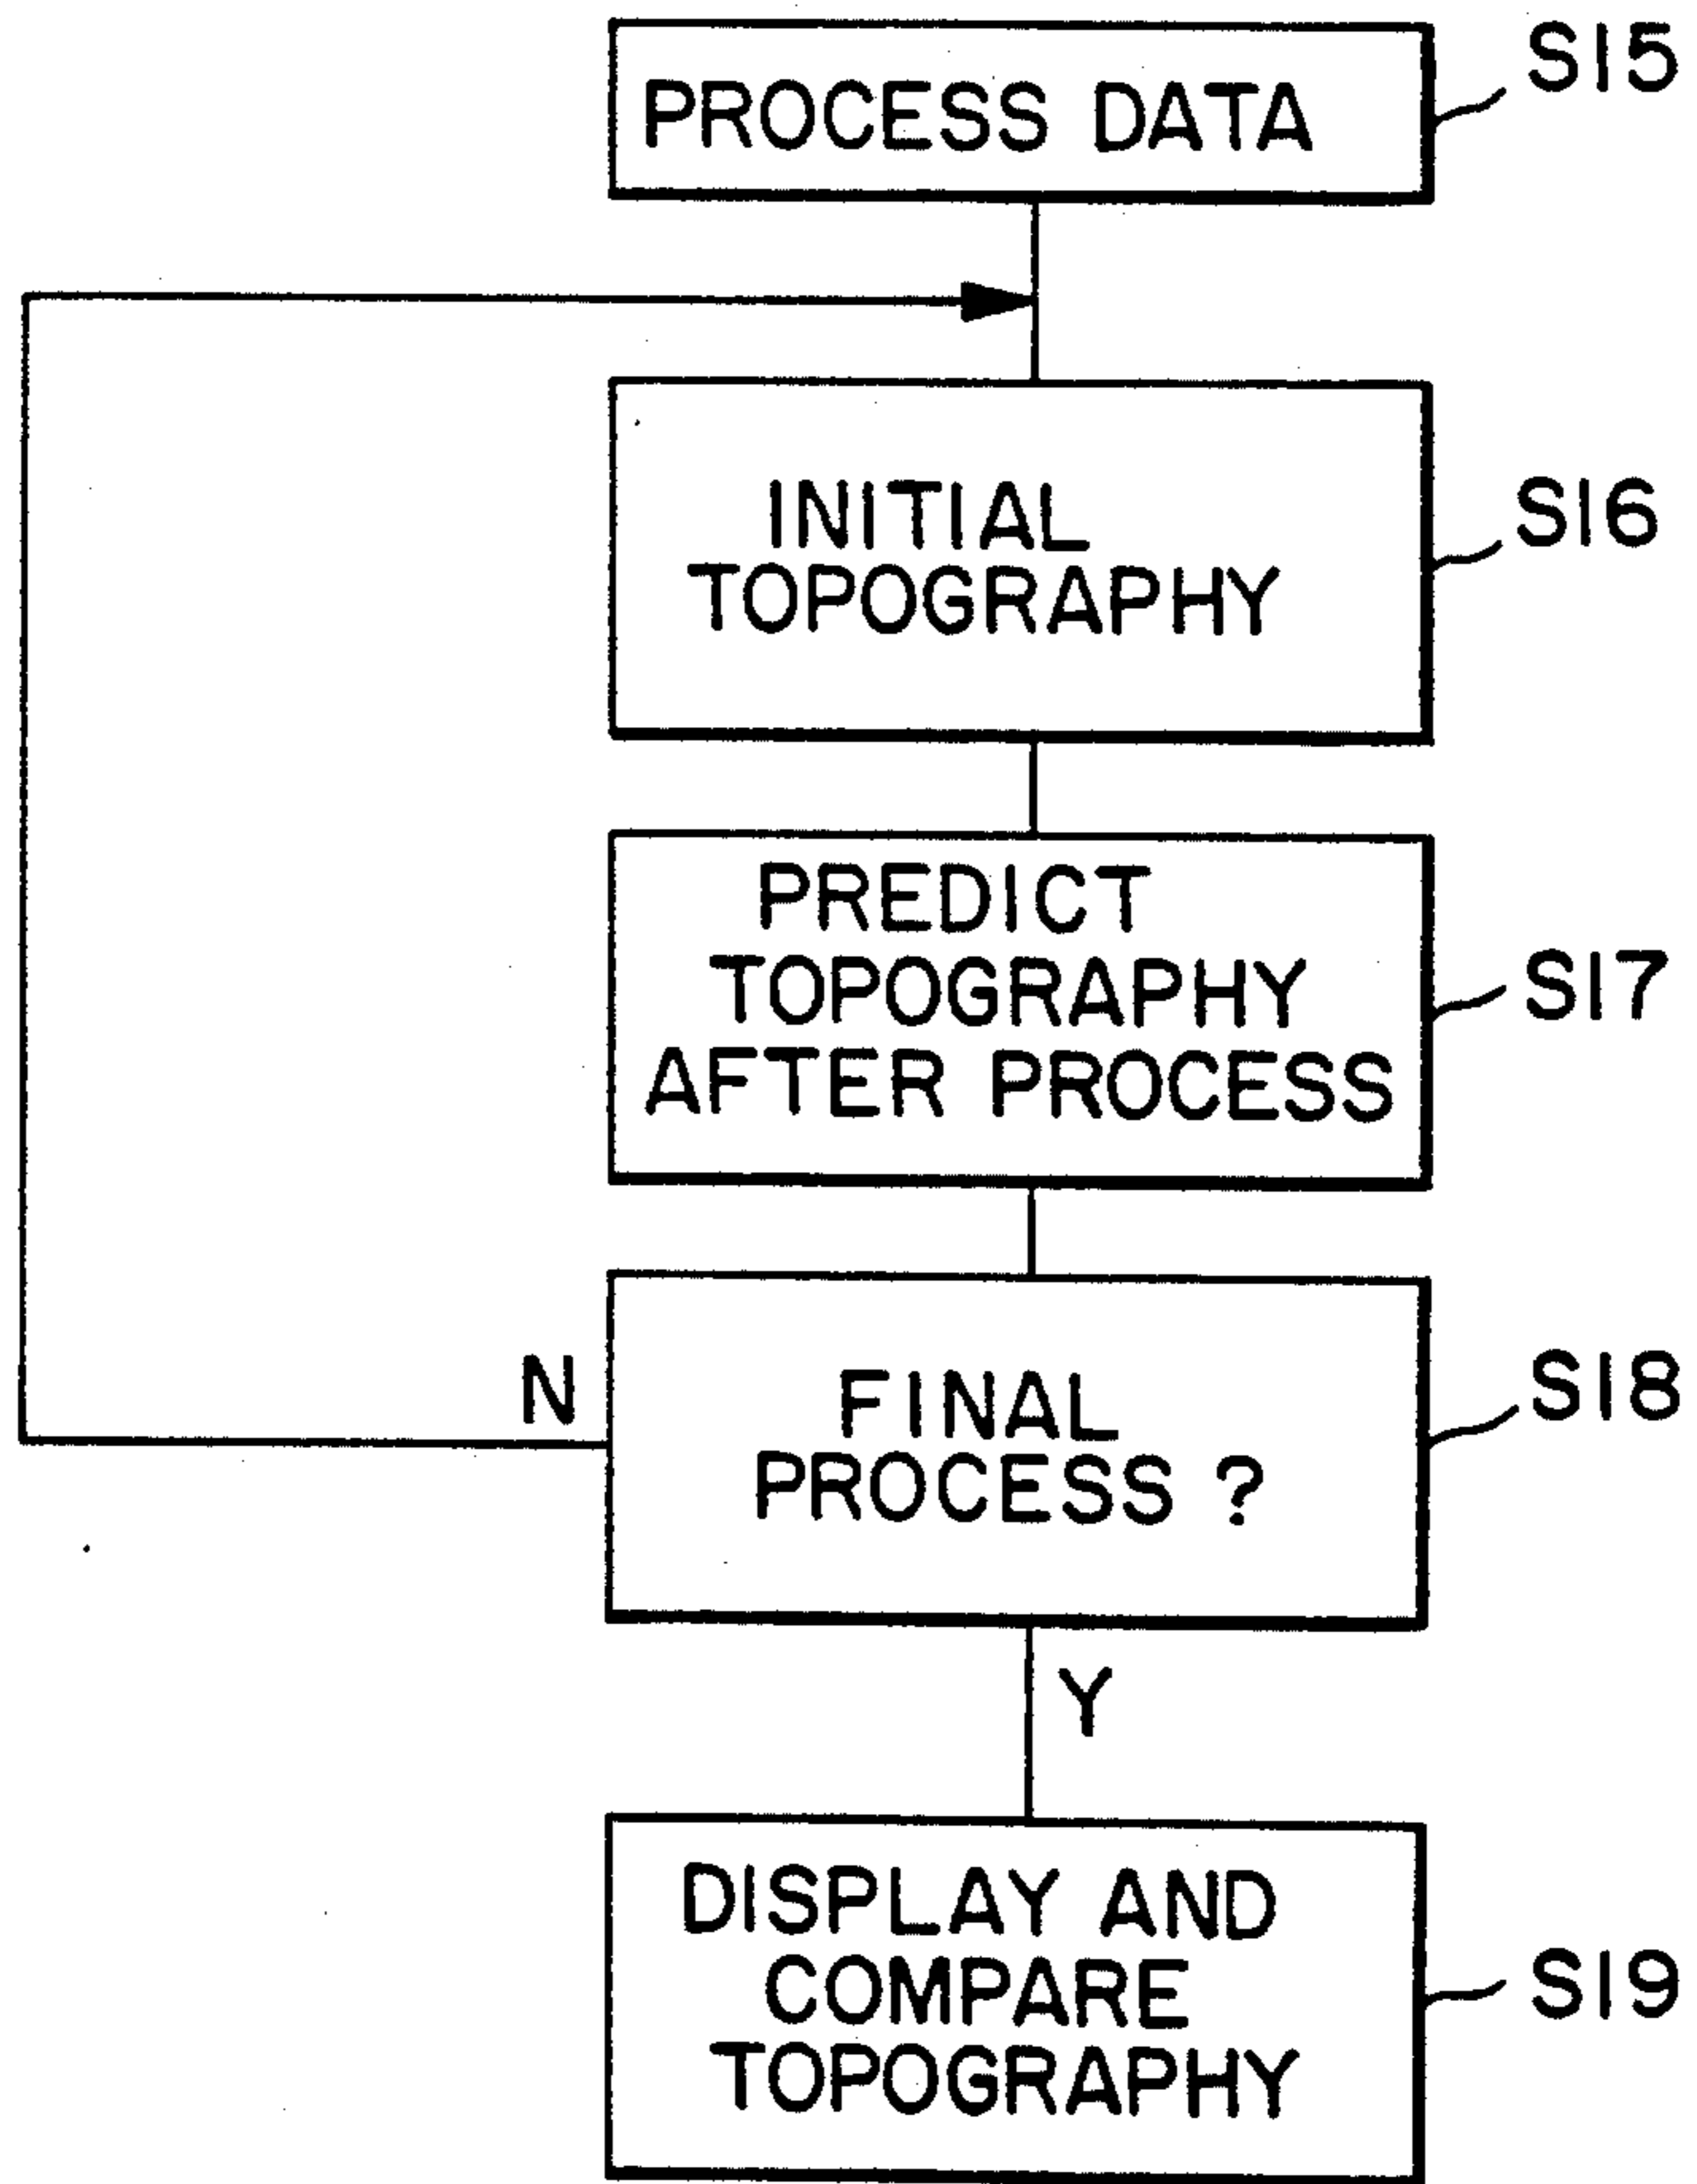 PROCESS DATA
S15
INITIAL
TOPOGRAPHY
S16
PREDICT
TOPOGRAPHY
AFTER PROCESS
S17
N
FINAL
PROCESS ?
S18
Y
DISPLAY AND
COMPARE
TOPOGRAPHY
S19